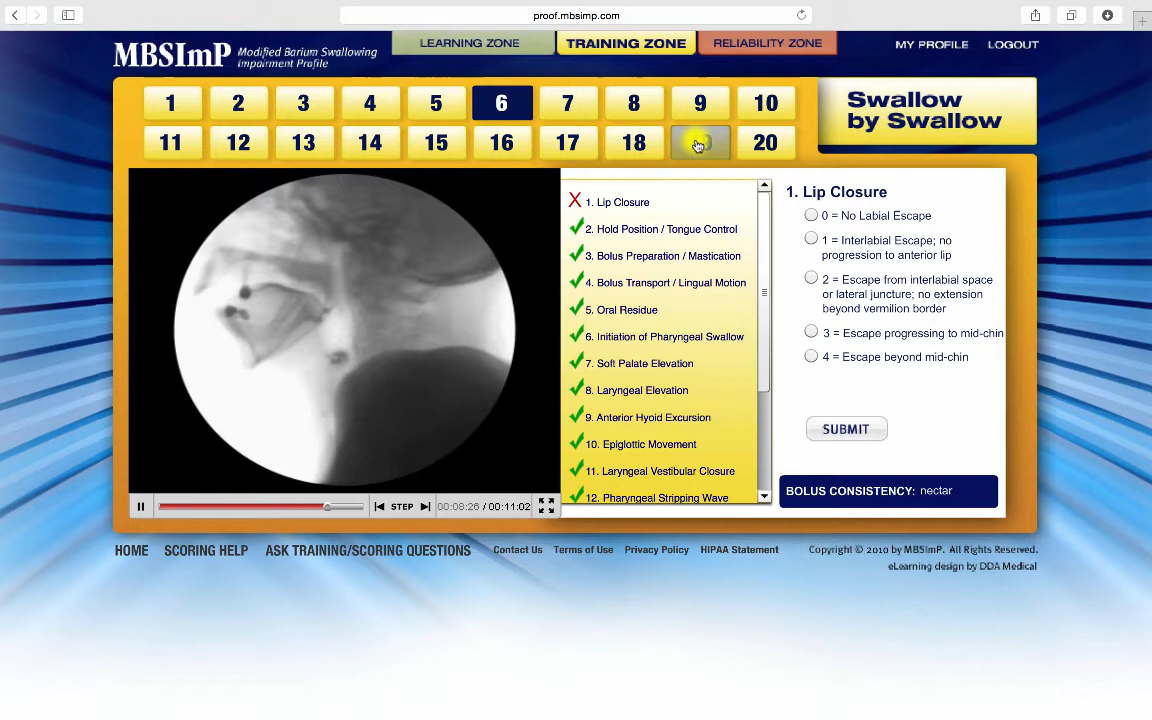 proof.mbsimp.com
MBSImP Modified Barium Swallowing
Impairment Profile
LEARNING ZONE
TRAINING ZONE
RELIABILITY ZONE
MY PROFILE
LOGOUT
1 2 3 4 5 6 7 8 9 10
11 12 13 14 15 16 17 18 20
Swallow
by Swallow
X 1. Lip Closure
2. Hold Position / Tongue Control
3. Bolus Preparation / Mastication
4. Bolus Transport / Lingual Motion
5. Oral Residue
6. Initiation of Pharyngeal Swallow
7. Soft Palate Elevation
8. Laryngeal Elevation
9. Anterior Hyoid Excursion
10. Epiglottic Movement
11. Laryngeal Vestibular Closure
12. Pharyngeal Stripping Wave
1. Lip Closure
0 = No Labial Escape
1 = Interlabial Escape; no
progression to anterior lip
2 = Escape from interlabial space
or lateral juncture; no extension
beyond vermilion border
3 = Escape progressing to mid-chin
4 = Escape beyond mid-chin
SUBMIT
BOLUS CONSISTENCY: nectar
STEP
00:08:26 / 00:11:02
HOME
SCORING HELP
ASK TRAINING/SCORING QUESTIONS
Contact Us
Terms of Use
Privacy Policy
HIPAA Statement
Copyright © 2010 by MBSImP. All Rights Reserved.
eLearning design by DDA Medical